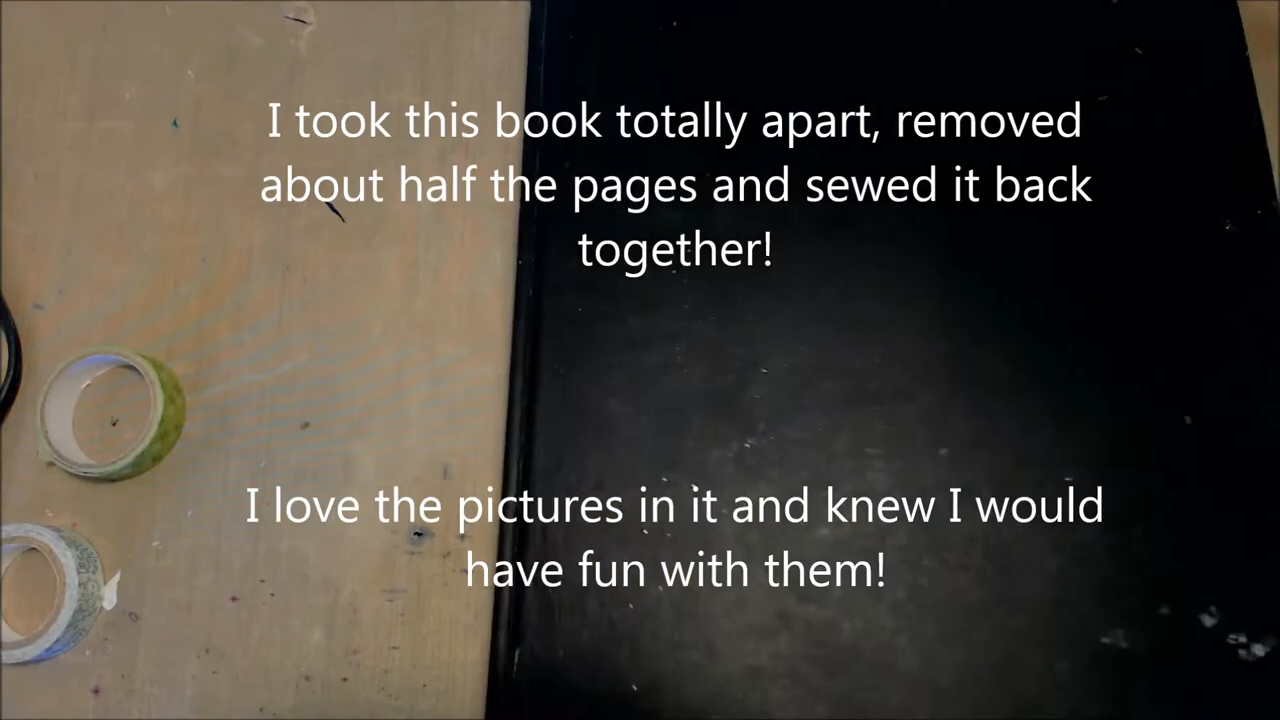 I took this book totally apart, removed
about half the pages and sewed it back
together!
I love the pictures in it and knew I would
have fun with them!